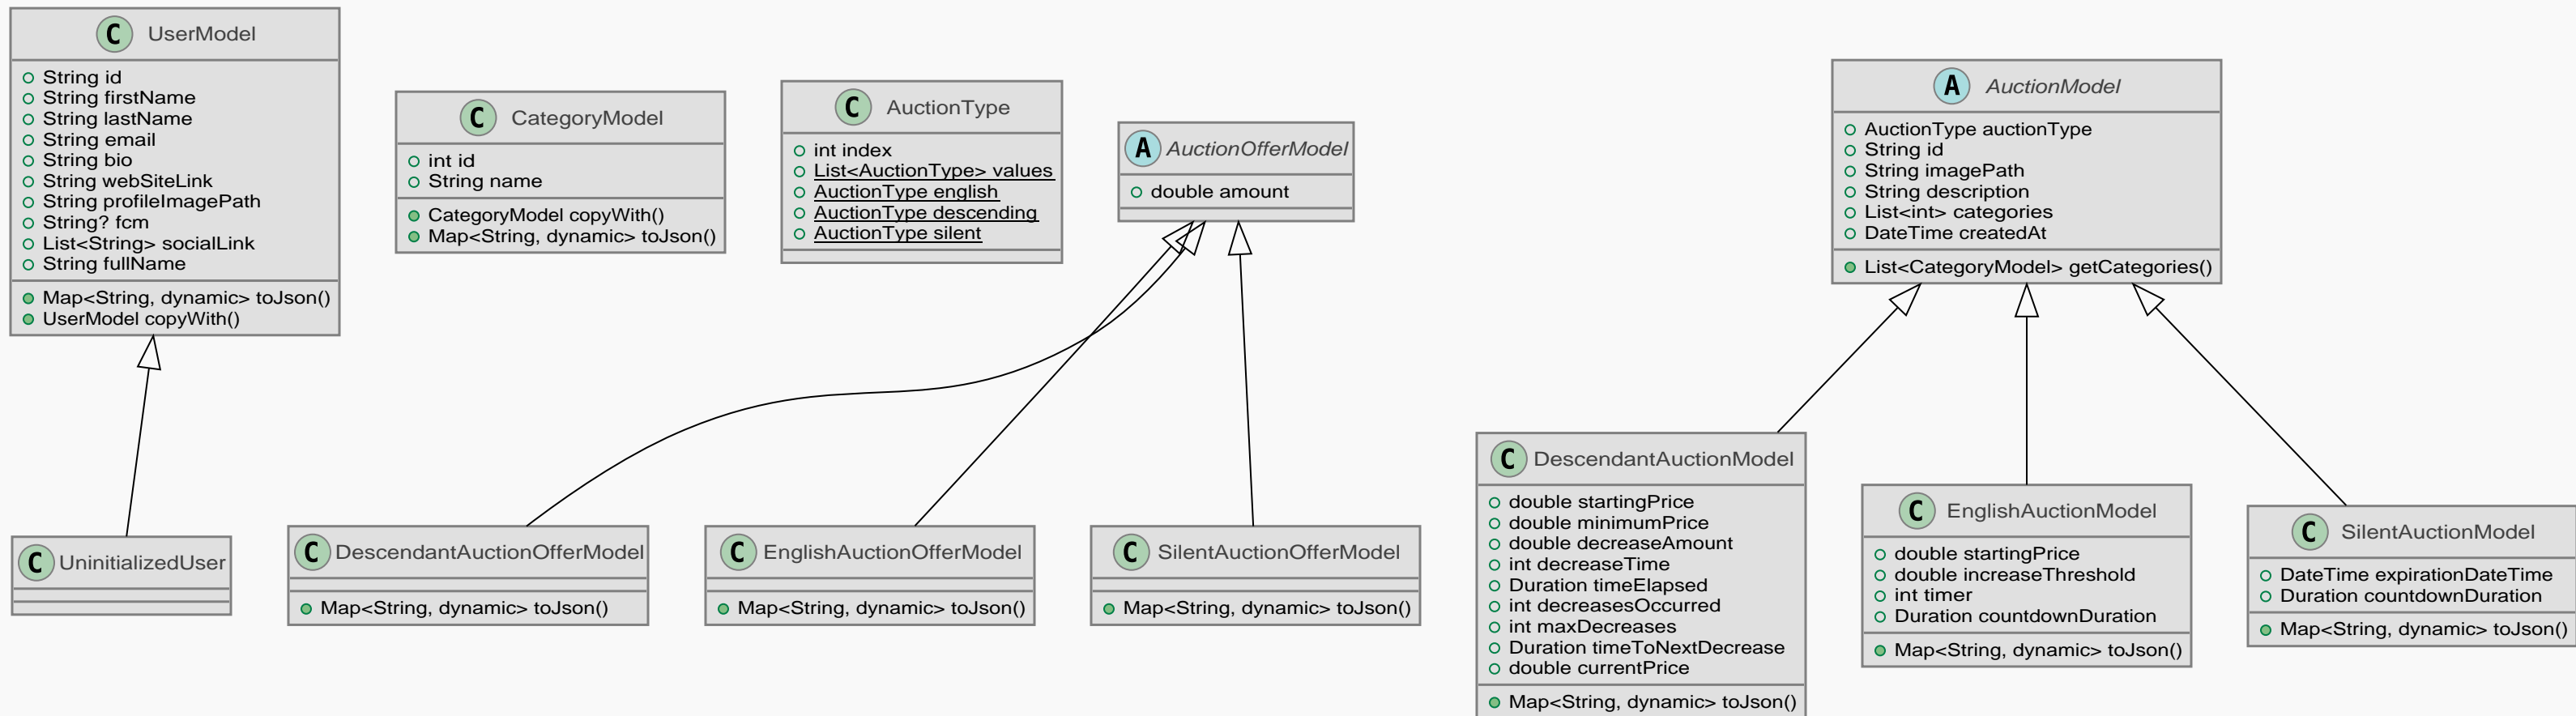 C UserModel
String id
String firstName
String lastName
String email
String bio
String webSiteLink
String profileImagePath
String? fcm
List<String> socialLink
String fullName
Map<String, dynamic> toJson()
UserModel copyWith()
C CategoryModel
int id
String name
CategoryModel copyWith()
Map<String, dynamic> toJson()
C AuctionType
int index
List<AuctionType> values
AuctionType english
AuctionType descending
AuctionType silent
A AuctionOfferModel
double amount
A AuctionModel
AuctionType auctionType
String id
String imagePath
String description
List<int> categories
DateTime createdAt
List<CategoryModel> getCategories()
C UninitializedUser
C DescendantAuctionOfferModel
Map<String, dynamic> toJson()
C EnglishAuctionOfferModel
Map<String, dynamic> toJson()
C SilentAuctionOfferModel
Map<String, dynamic> toJson()
C DescendantAuctionModel
double startingPrice
double minimumPrice
double decreaseAmount
int decreaseTime
Duration timeElapsed
int decreasesOccurred
int maxDecreases
Duration timeToNextDecrease
double currentPrice
Map<String, dynamic> toJson()
C EnglishAuctionModel
double startingPrice
double increaseThreshold
int timer
Duration countdownDuration
Map<String, dynamic> toJson()
C SilentAuctionModel
DateTime expirationDateTime
Duration countdownDuration
Map<String, dynamic> toJson()